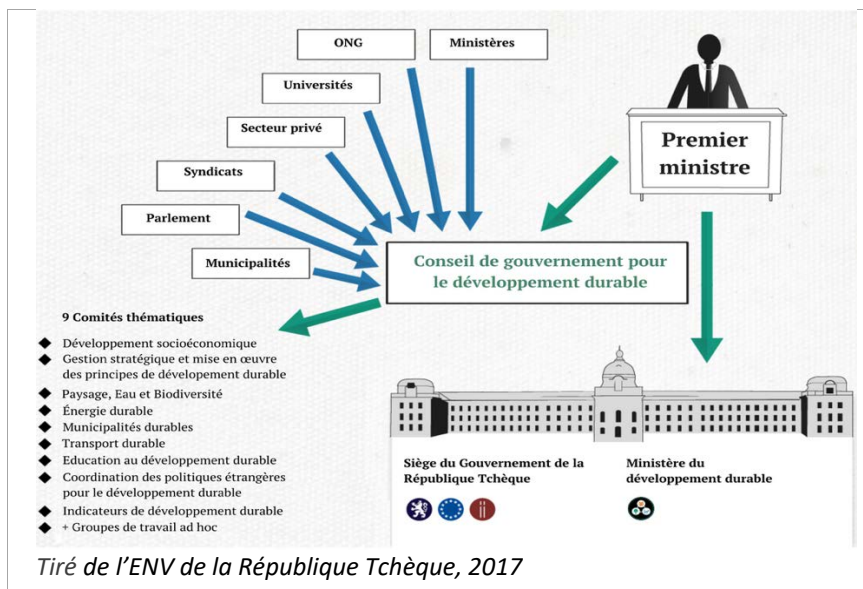 ONG
Ministères
Universités
Secteur privé
Syndicats
Parlement
Municipalités
Premier
ministre
Conseil de gouvernement pour
le développement durable
9 Comités thématiques
Développement socioéconomique
Gestion stratégique et mise en œuvre
des principes de dévelopement durable
Paysage, Eau et Biodiversité
Énergie durable
Municipalités durables
Transport durable
Education au développement durable
Coordination des politiques étrangères
pour le développement durable
Indicateurs de développement durable
+ Groupes de travail ad hoc
Siège du Gouvernement de la
République Tchèque
Ministère du
développement durable
Tiré de l’ENV de la République Tchèque, 2017